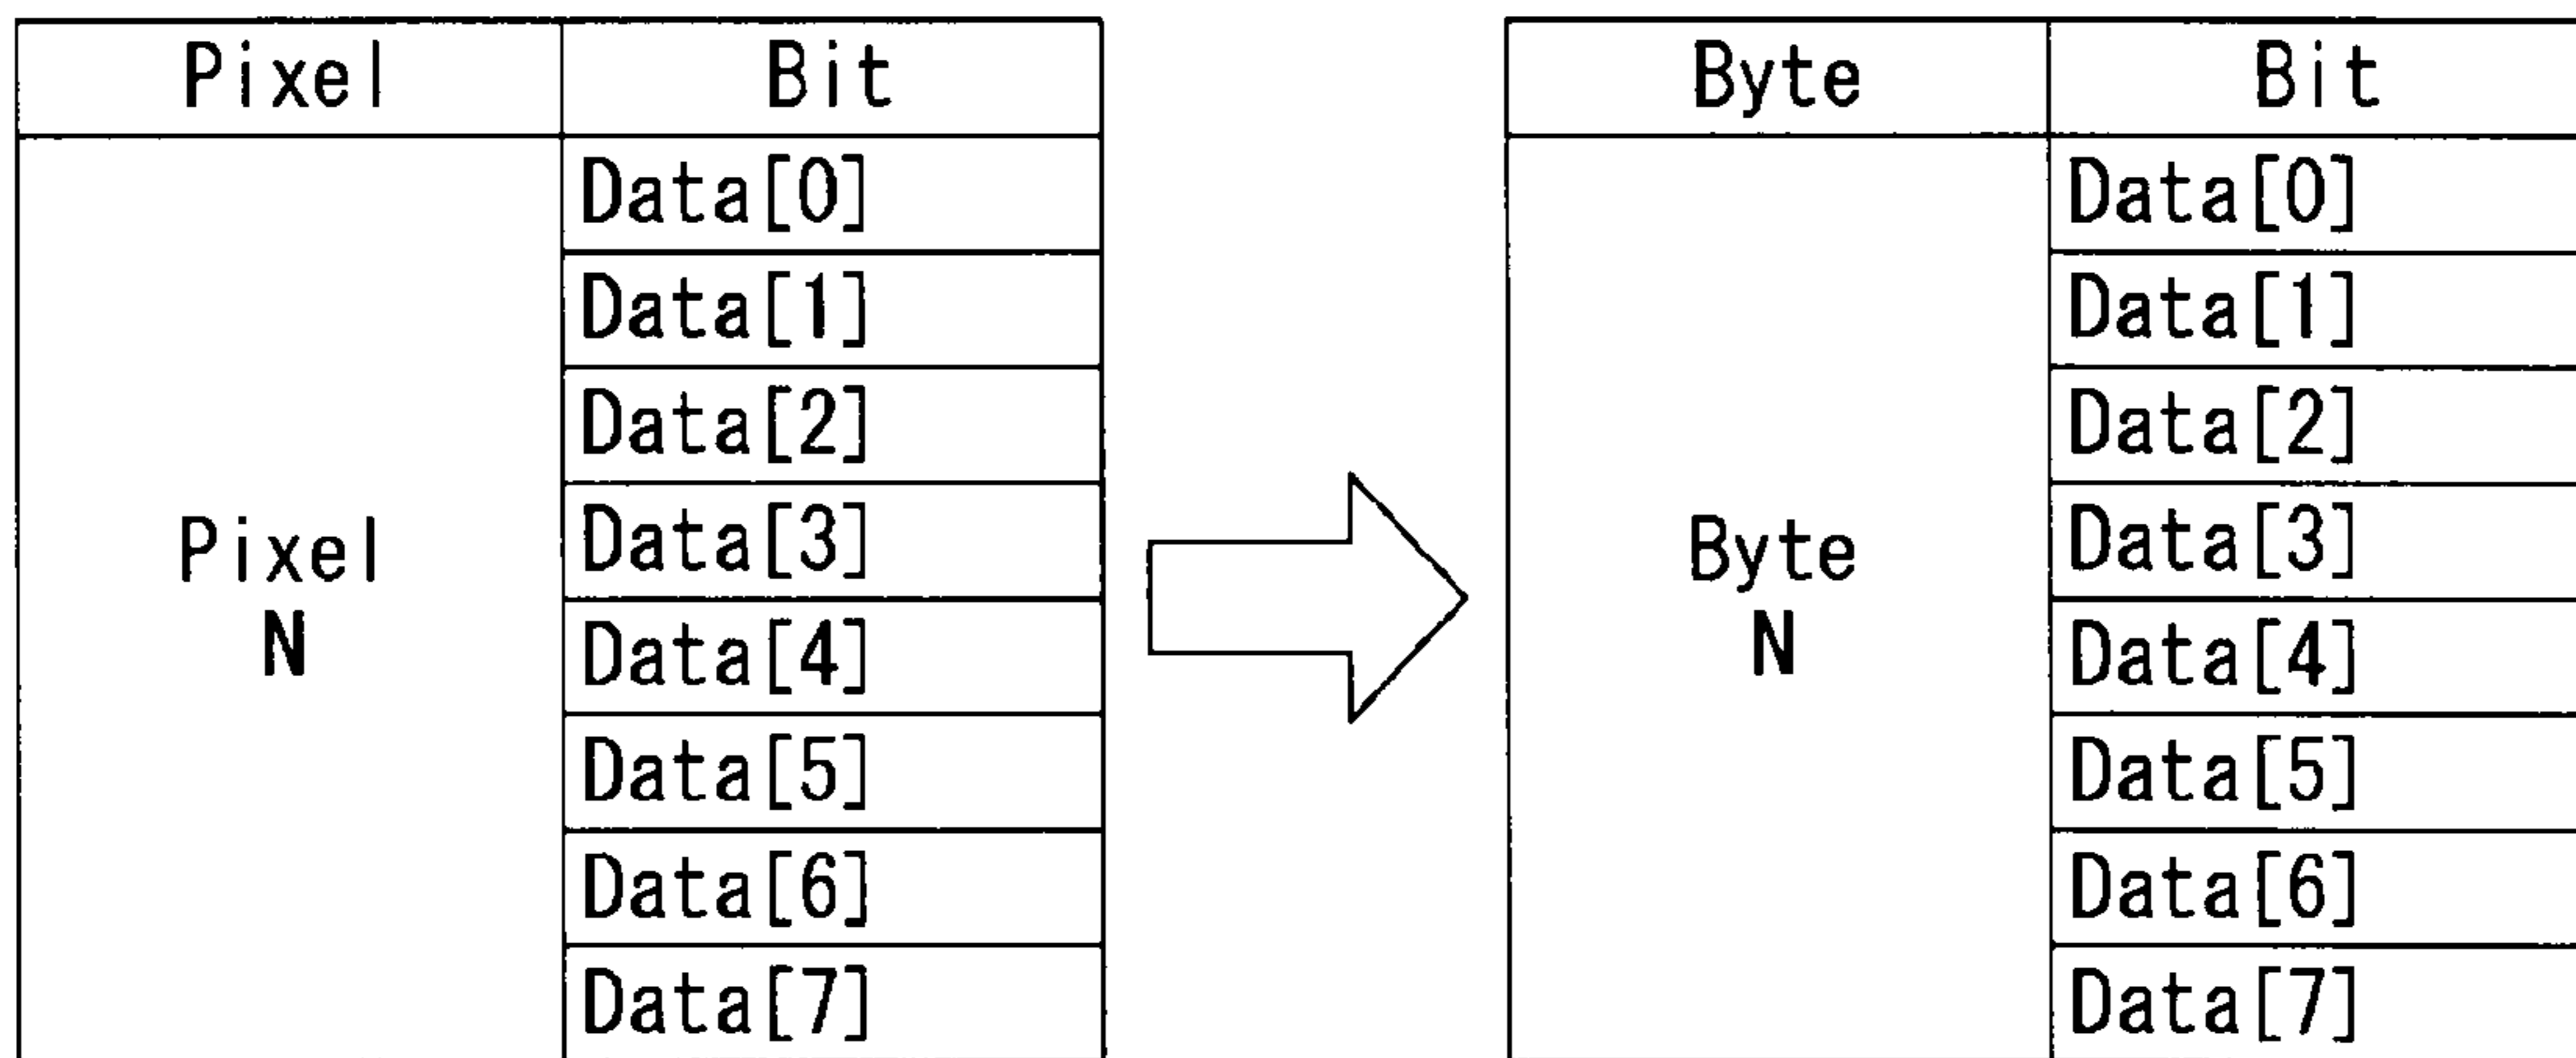 Pixel Bit Byte Bit
Data[0] Data[0]
Data[1] Data[1]
Data[2] Data[2]
Pixel Data[3] Byte Data[3]
N Data[4] N Data[4]
Data[5] Data[5]
Data[6] Data[6]
Data[7] Data[7]